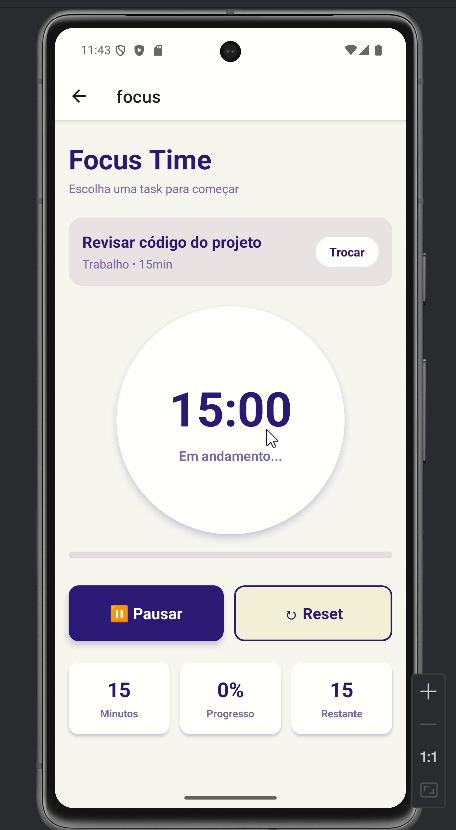 11:43
focus
Focus Time
Escolha uma task para começar
Revisar código do projeto
Trabalho • 15min
Trocar
15:00
Em andamento...
Pausar
↻ Reset
15
Minutos
0%
Progresso
15
Restante
1:1